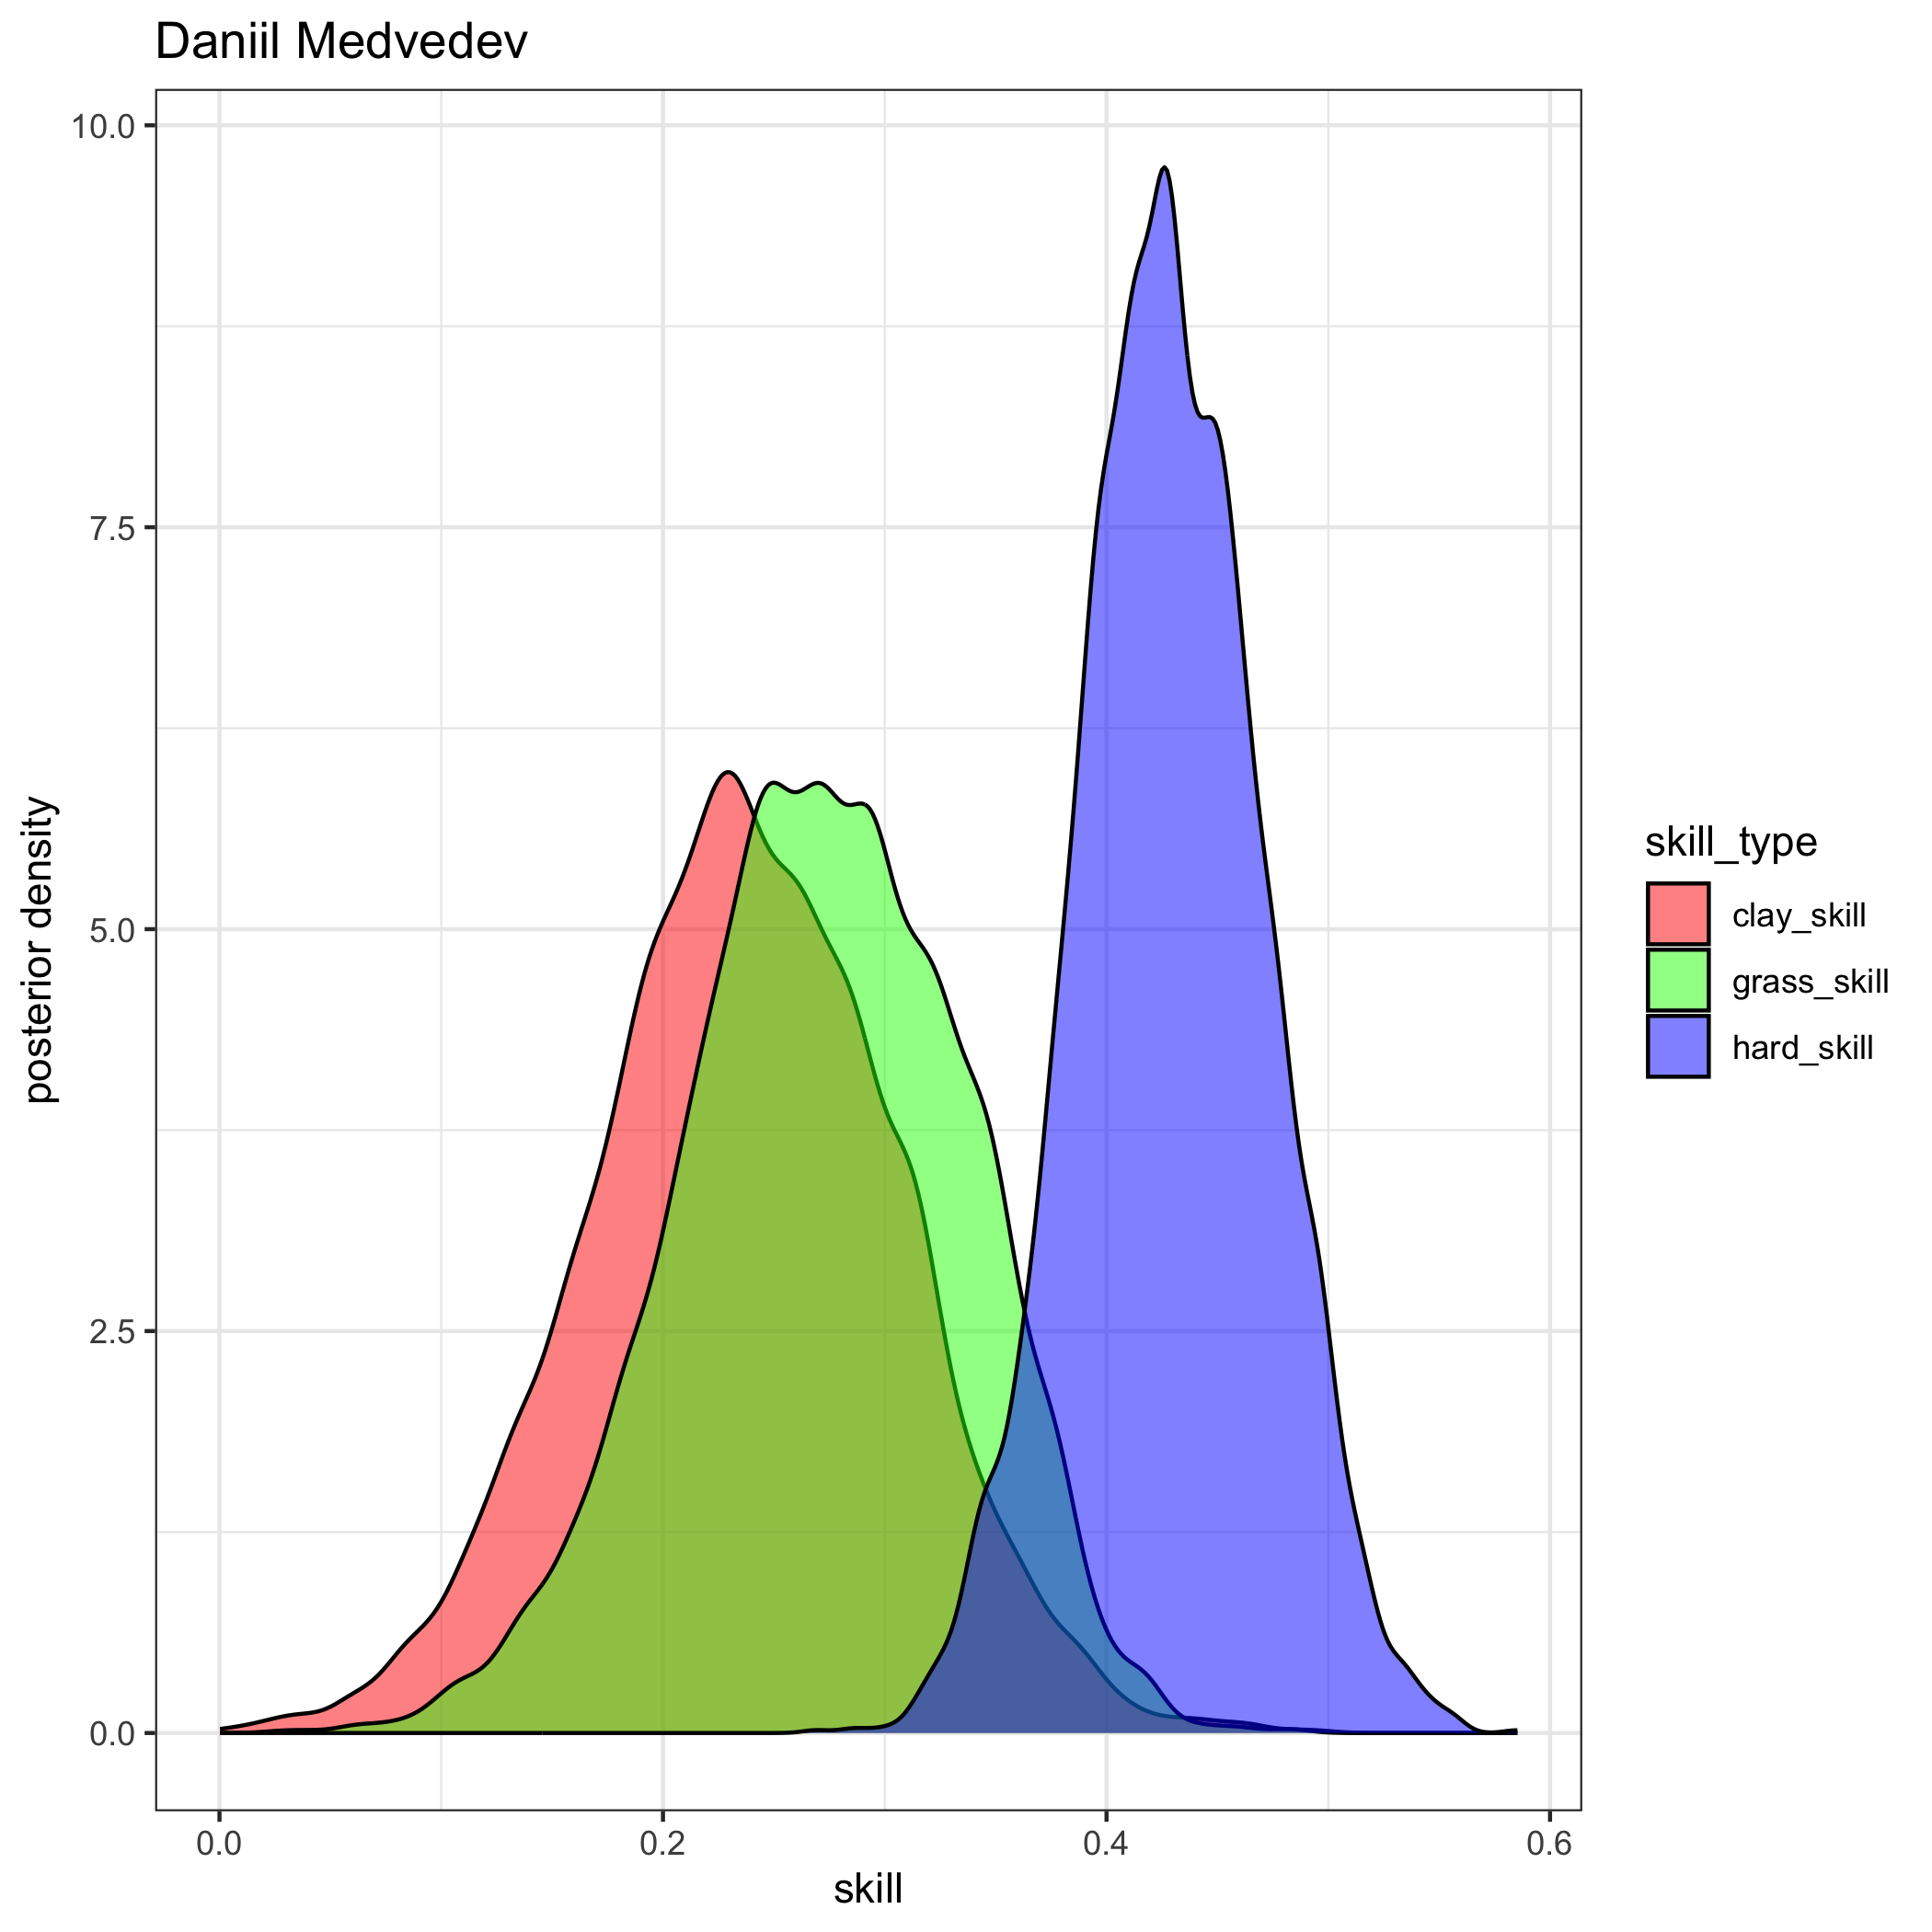 Daniil Medvedev
10.0
7.5
5.0
2.5
0.0
posterior density
0.0
0.2
0.4
0.6
skill
skill_type
clay_skill
grass_skill
hard_skill